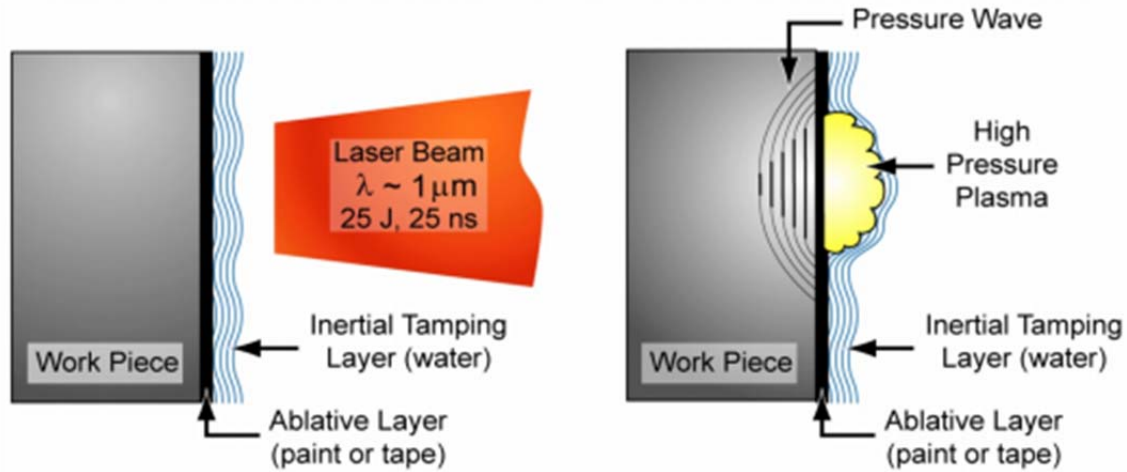 Laser Beam
λ ~ 1 μm
25 J, 25 ns
Inertial Tamping
Layer (water)
Work Piece
Ablative Layer
(paint or tape)
Pressure Wave
High
Pressure
Plasma
Inertial Tamping
Layer (water)
Work Piece
Ablative Layer
(paint or tape)